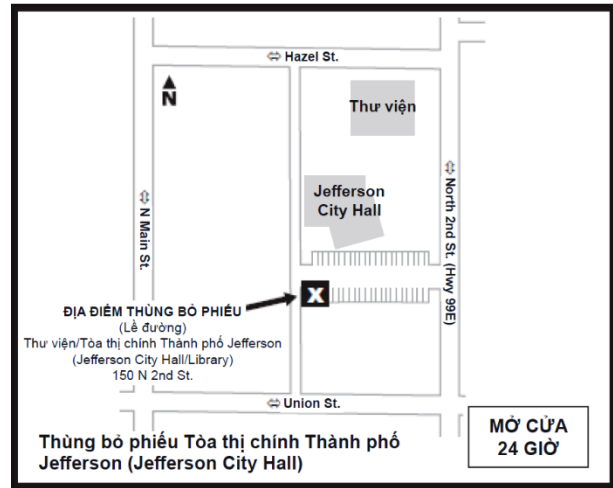 ⇔ Hazel St.
N
Thư viện
Jefferson
City Hall
⇔ N Main St.
⇔ North 2nd St. (Hwy 99E)
X
ĐỊA ĐIỂM THÙNG BỎ PHIẾU
(Lề đường)
Thư viện/Tòa thị chính Thành phố Jefferson
(Jefferson City Hall/Library)
150 N 2nd St.
⇔ Union St.
Thùng bỏ phiếu Tòa thị chính Thành phố
Jefferson (Jefferson City Hall)
MỞ CỬA
24 GIỜ